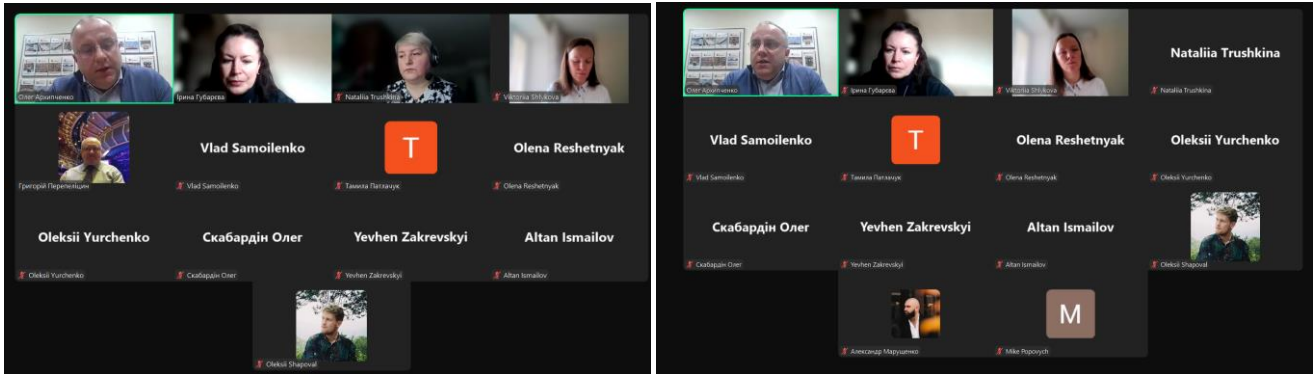 Олег Архипченко
Ірина Губарєва
Nataliia Trushkina
Viktoriia Shlykova
Григорій Перепеліцин
Vlad Samoilenko
Vlad Samoilenko
T
Тамила Патлачук
Olena Reshetnyak
Olena Reshetnyak
Oleksii Yurchenko
Oleksii Yurchenko
Скабардін Олег
Скабардін Олег
Yevhen Zakrevskyi
Yevhen Zakrevskyi
Altan Ismailov
Altan Ismailov
Oleksii Shapoval
Олег Архипченко
Ірина Губарєва
Viktoriia Shlykova
Nataliia Trushkina
Nataliia Trushkina
Vlad Samoilenko
Vlad Samoilenko
T
Тамила Патлачук
Olena Reshetnyak
Olena Reshetnyak
Oleksii Yurchenko
Oleksii Yurchenko
Скабардін Олег
Скабардін Олег
Yevhen Zakrevskyi
Yevhen Zakrevskyi
Altan Ismailov
Altan Ismailov
Oleksii Shapoval
Александр Марущенко
M
Mike Popovych